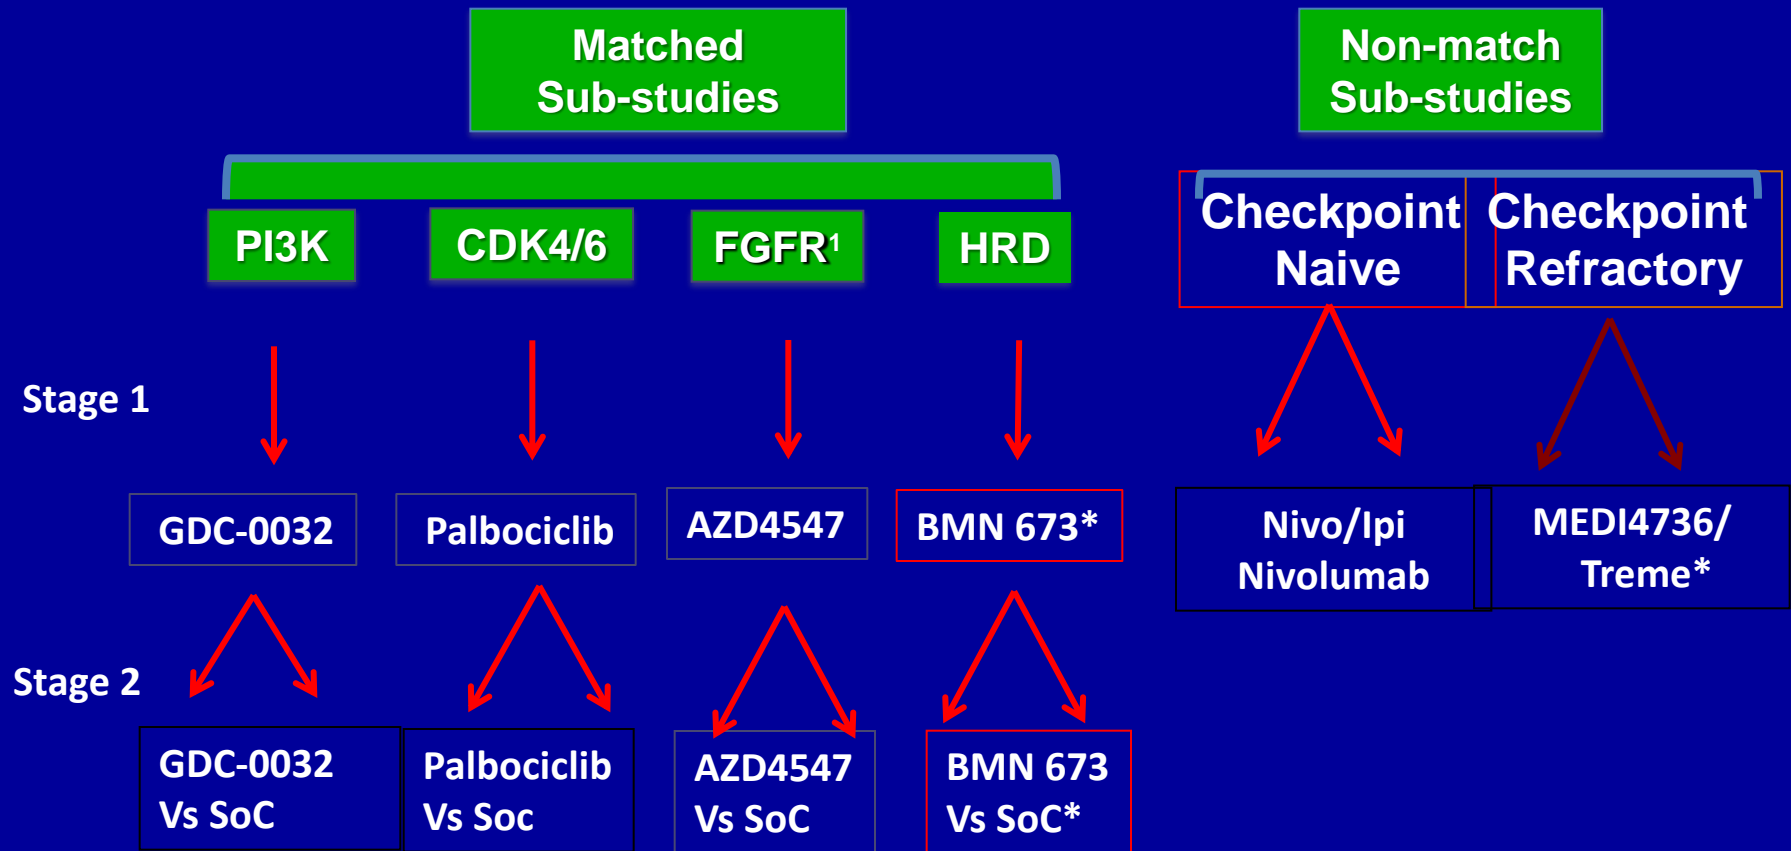 Matched
Sub-studies
Non-match
Sub-studies
PI3K
CDK4/6
FGFR¹
HRD
Checkpoint
Naive
Checkpoint
Refractory
Stage 1
GDC-0032
Palbociclib
AZD4547
BMN 673*
Nivo/Ipi
Nivolumab
MEDI4736/
Treme*
Stage 2
GDC-0032
Vs SoC
Palbociclib
Vs Soc
AZD4547
Vs SoC
BMN 673
Vs SoC*